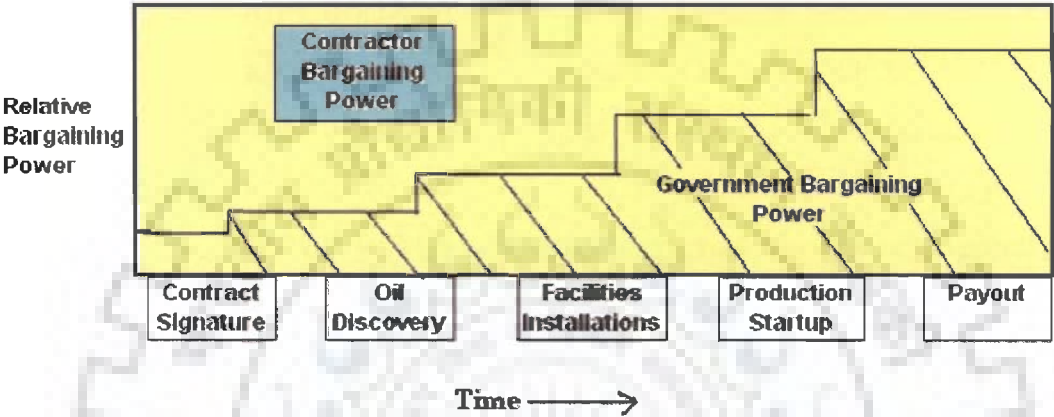 Contractor
Bargaining
Power
Relative
Bargaining
Power
Government Bargaining
Power
Contract
Signature
Oil
Discovery
Facilities
Installations
Production
Startup
Payout
Time